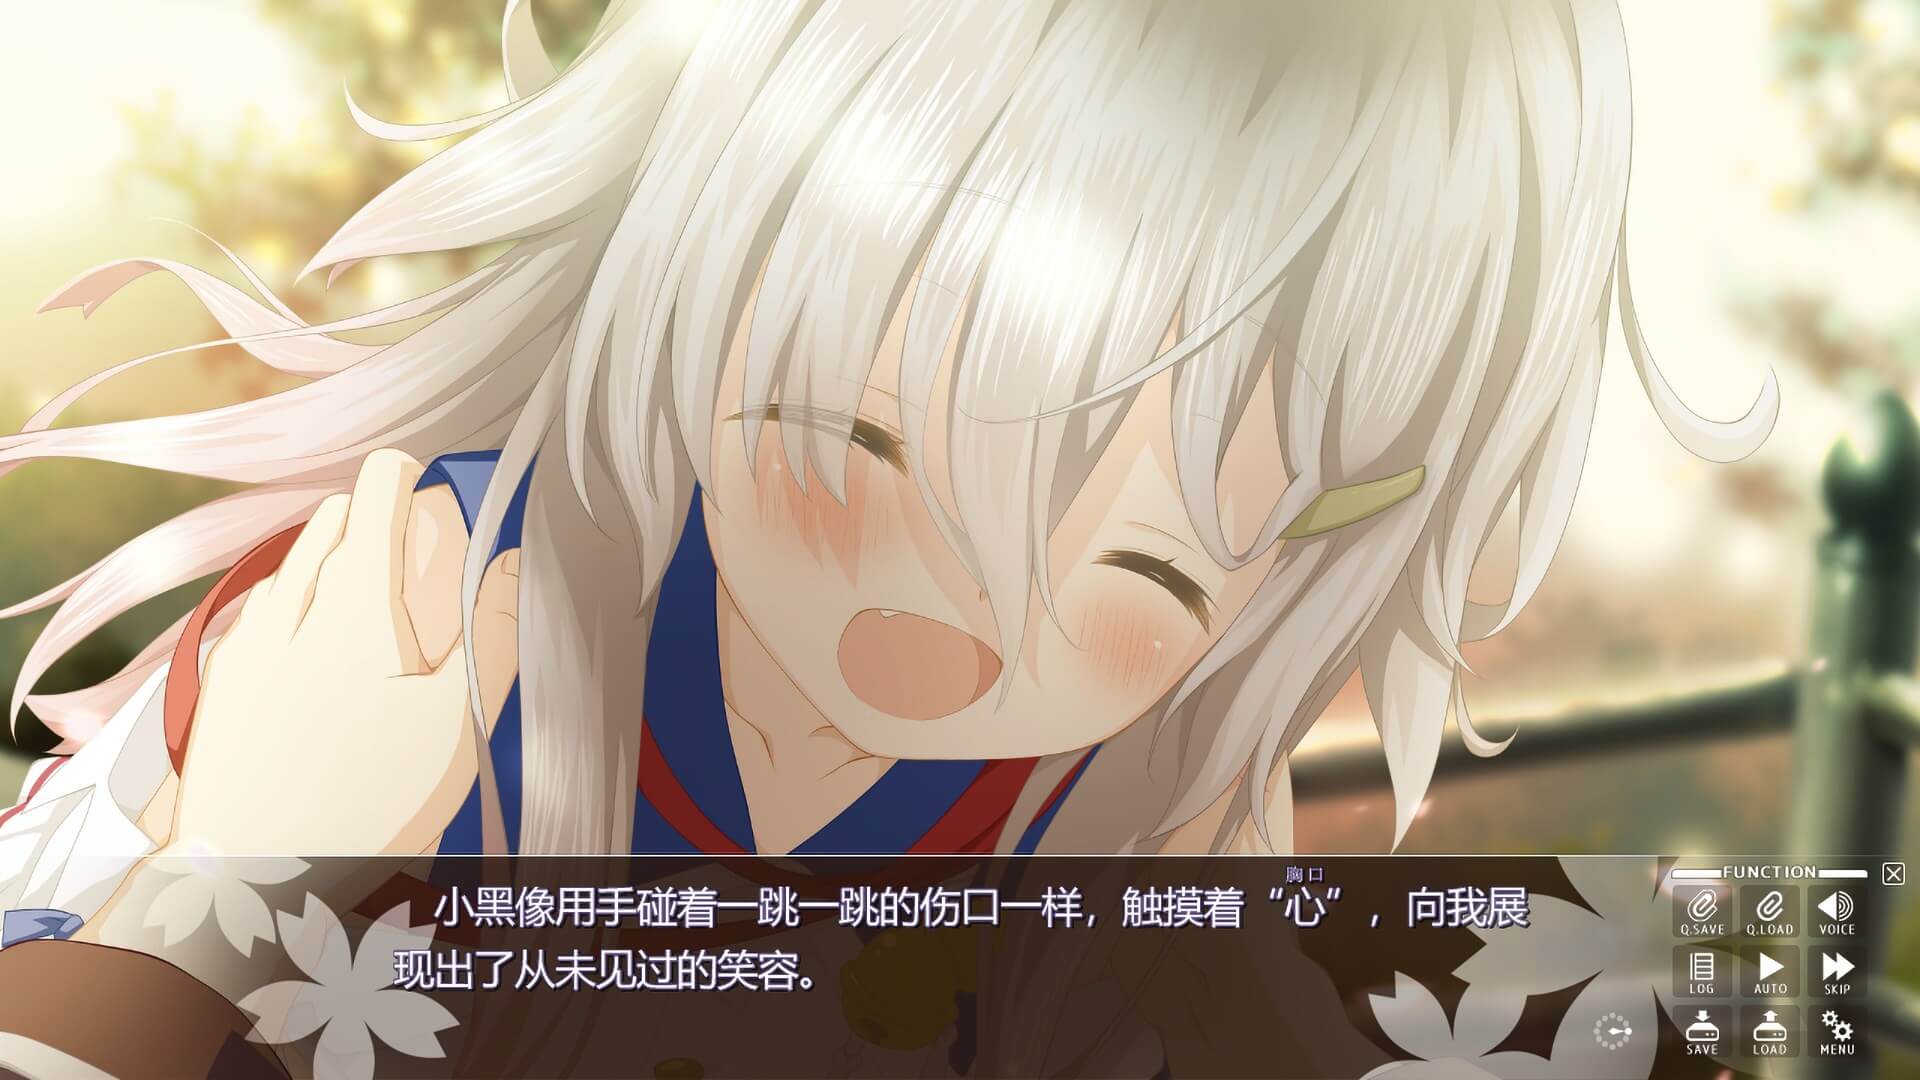 胸口
小黑像用手碰着一跳一跳的伤口一样，触摸着“心”，向我展
现出了从未见过的笑容。
FUNCTION
Q.SAVE Q.LOAD VOICE
LOG AUTO SKIP
SAVE LOAD MENU